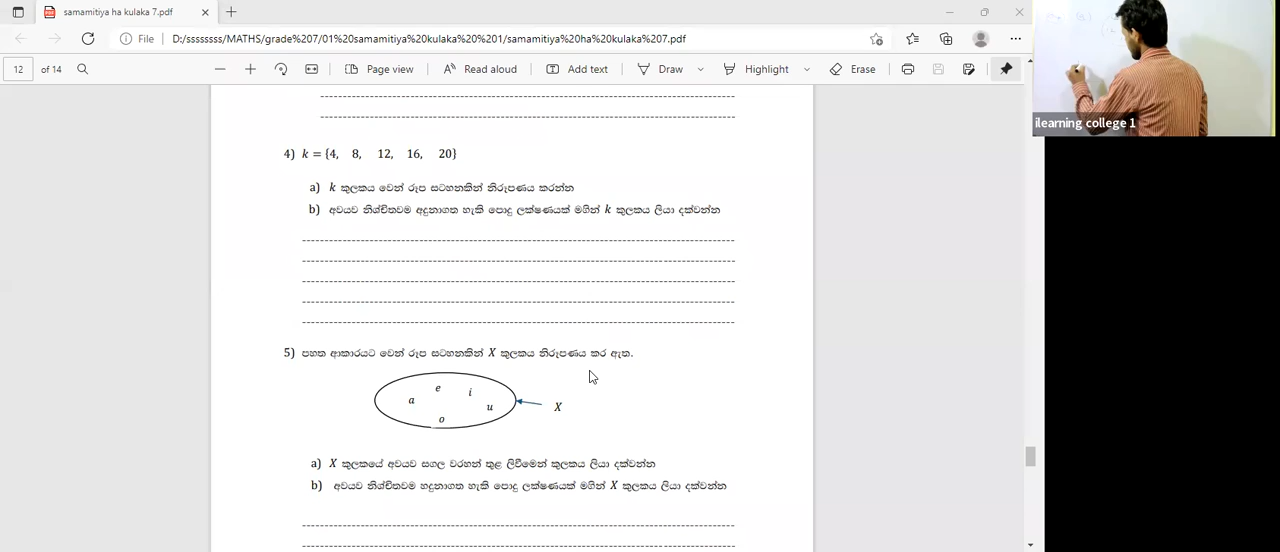 samamitiya ha kulaka 7.pdf
File D:/ssssssss/MATHS/grade%207/01%20samamitiya%20kulaka%20%201/samamitiya%20ha%20kulaka%207.pdf
12 of 14 Page view Read aloud Add text Draw Highlight Erase
ilearning college 1
4) k = {4, 8, 12, 16, 20}
a) k කුලකය වෙන් රූප සටහනකින් නිරූපණය කරන්න
b) අවයව නිශ්චිතවම අදුනාගත හැකි පොදු ලක්ෂණයක් මගින් k කුලකය ලියා දක්වන්න
5) පහත ආකාරයට වෙන් රූප සටහනකින් X කුලකය නිරූපණය කර ඇත.
e i
a u X
o
a) X කුලකයේ අවයව සගල වරහන් තුළ ලිවීමෙන් කුලකය ලියා දක්වන්න
b) අවයව නිශ්චිතවම හදුනාගත හැකි පොදු ලක්ෂණයක් මගින් X කුලකය ලියා දක්වන්න